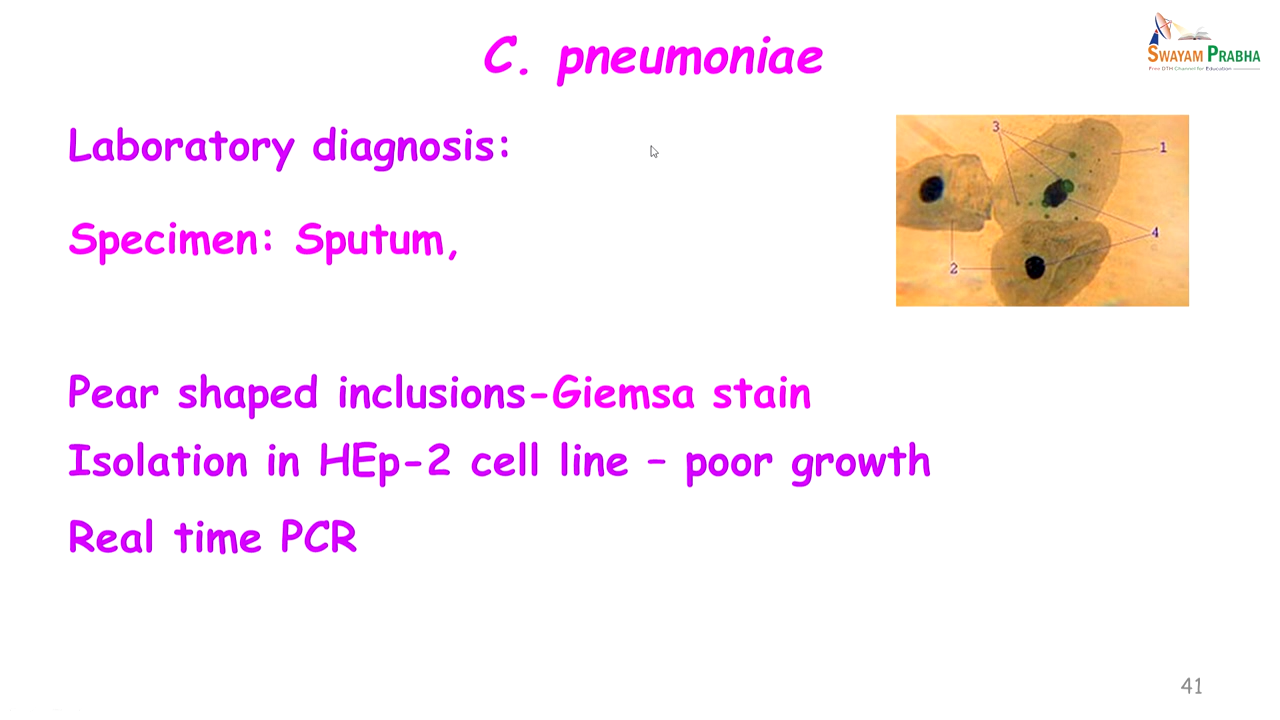 C. pneumoniae
SWAYAM PRABHA
Free DTH Channel for Education
Laboratory diagnosis:
3
1
Specimen: Sputum,
4
2
Pear shaped inclusions-Giemsa stain
Isolation in HEp-2 cell line – poor growth
Real time PCR
41